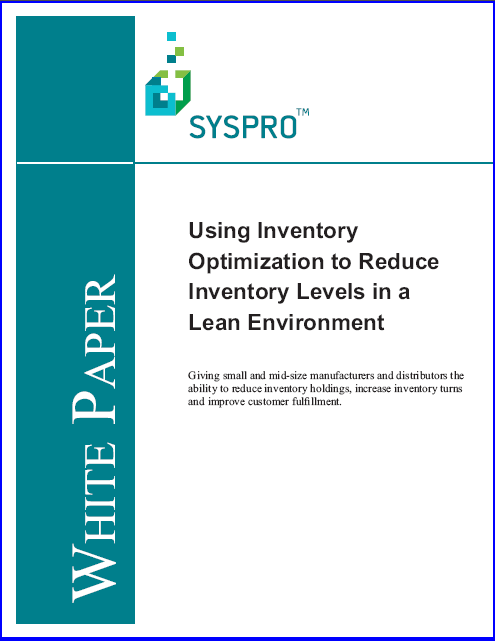 SYSPRO™
Using Inventory
Optimization to Reduce
Inventory Levels in a
Lean Environment
Giving small and mid-size manufacturers and distributors the
ability to reduce inventory holdings, increase inventory turns
and improve customer fulfillment.
WHITE PAPER